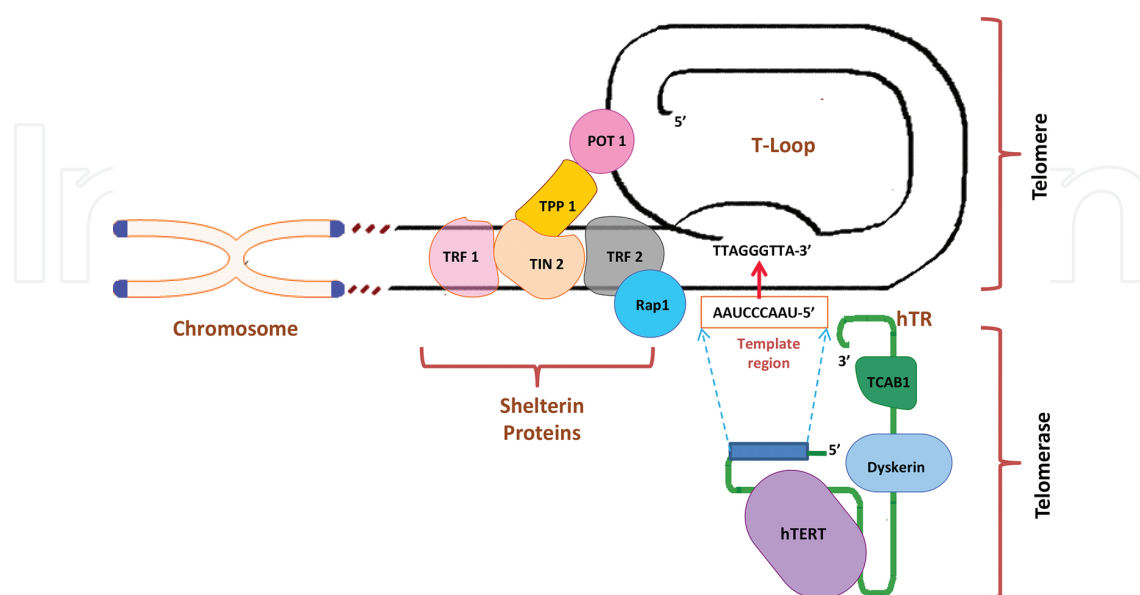 POT 1
5′
T-Loop
Telomere
TPP 1
TRF 1
TIN 2
TRF 2
TTAGGGTTA-3’
Rap1
AAUCCCAAU-5’
Chromosome
Template
region
hTR
3’
TCAB1
Shelterin
Proteins
5’
Dyskerin
Telomerase
hTERT